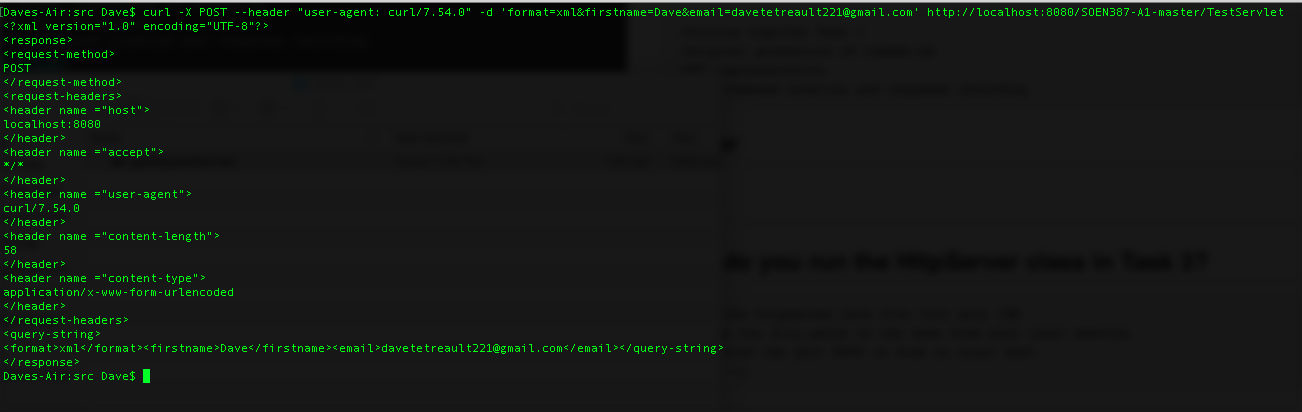 [Daves-Air:src Dave$ curl -X POST --header "user-agent: curl/7.54.0" -d 'format=xml&firstname=Dave&email=davetetreault221@gmail.com' http://localhost:8080/SOEN387-A1-master/TestServlet
<?xml version="1.0" encoding="UTF-8"?>
<response>
<request-method>
POST
</request-method>
<request-headers>
<header name ="host">
localhost:8080
</header>
<header name ="accept">
*/*
</header>
<header name ="user-agent">
curl/7.54.0
</header>
<header name ="content-length">
58
</header>
<header name ="content-type">
application/x-www-form-urlencoded
</header>
</request-headers>
<query-string>
<format>xml</format><firstname>Dave</firstname><email>davetetreault221@gmail.com</email></query-string>
</response>
Daves-Air:src Dave$
do you run the HttpServer class in Task 3?